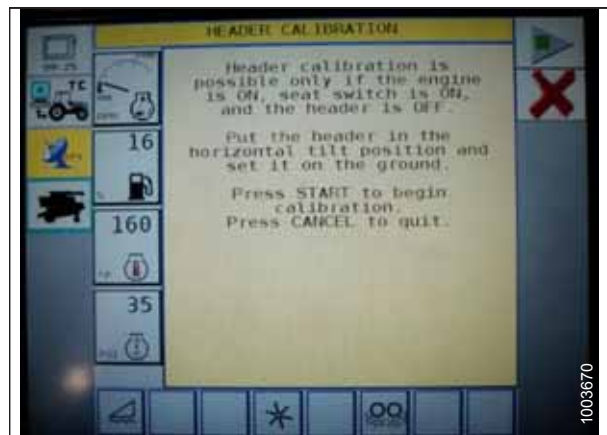 HEADER CALIBRATION
Header calibration is
possible only if the engine
is ON, seat switch is ON,
and the header is OFF.
Put the header in the
horizontal tilt position and
set it on the ground.
Press START to begin
calibration.
Press CANCEL to quit.
TC
16
160
35
1003670